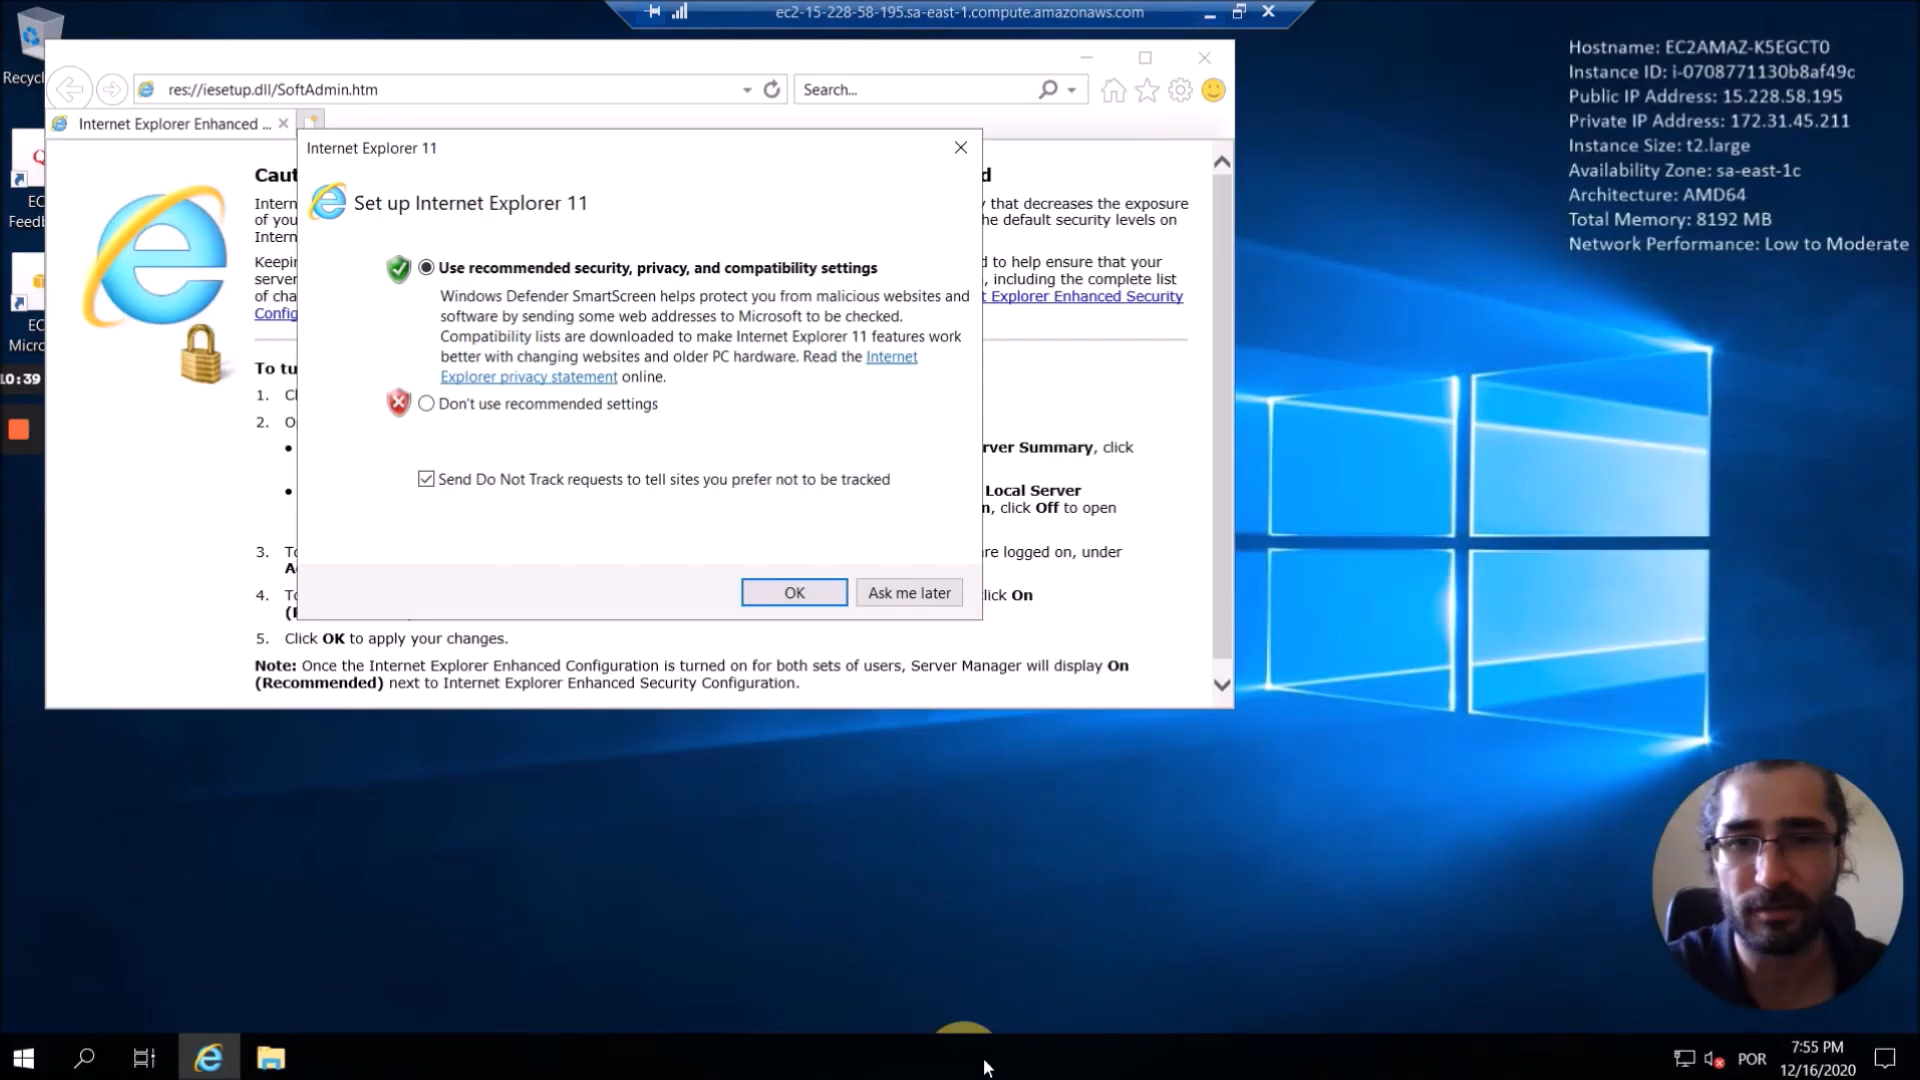 ec2-15-228-58-195.sa-east-1.compute.amazonaws.com
Hostname: EC2AMAZ-K5EGCT0
Instance ID: i-0708771130b8af49c
Public IP Address: 15.228.58.195
Private IP Address: 172.31.45.211
Instance Size: t2.large
Availability Zone: sa-east-1c
Architecture: AMD64
Total Memory: 8192 MB
Network Performance: Low to Moderate
Recycl
EC
Feedb
EC
Micro
10:39
res://iesetup.dll/SoftAdmin.htm
Search...
Internet Explorer Enhanced ...
Internet Explorer 11
Set up Internet Explorer 11
Use recommended security, privacy, and compatibility settings
Windows Defender SmartScreen helps protect you from malicious websites and
software by sending some web addresses to Microsoft to be checked.
Compatibility lists are downloaded to make Internet Explorer 11 features work
better with changing websites and older PC hardware. Read the Internet
Explorer privacy statement online.
Don't use recommended settings
Send Do Not Track requests to tell sites you prefer not to be tracked
OK
Ask me later
Caut
d
Intern
that decreases the exposure
of you
he default security levels on
Intern
Keepin
d to help ensure that your
server
, including the complete list
of cha
t Explorer Enhanced Security
Config
To tu
1. Cl
2. O
rver Summary, click
Local Server
n, click Off to open
3. To
re logged on, under
A
4. To
lick On
(R
5. Click OK to apply your changes.
Note: Once the Internet Explorer Enhanced Configuration is turned on for both sets of users, Server Manager will display On
(Recommended) next to Internet Explorer Enhanced Security Configuration.
POR
7:55 PM
12/16/2020